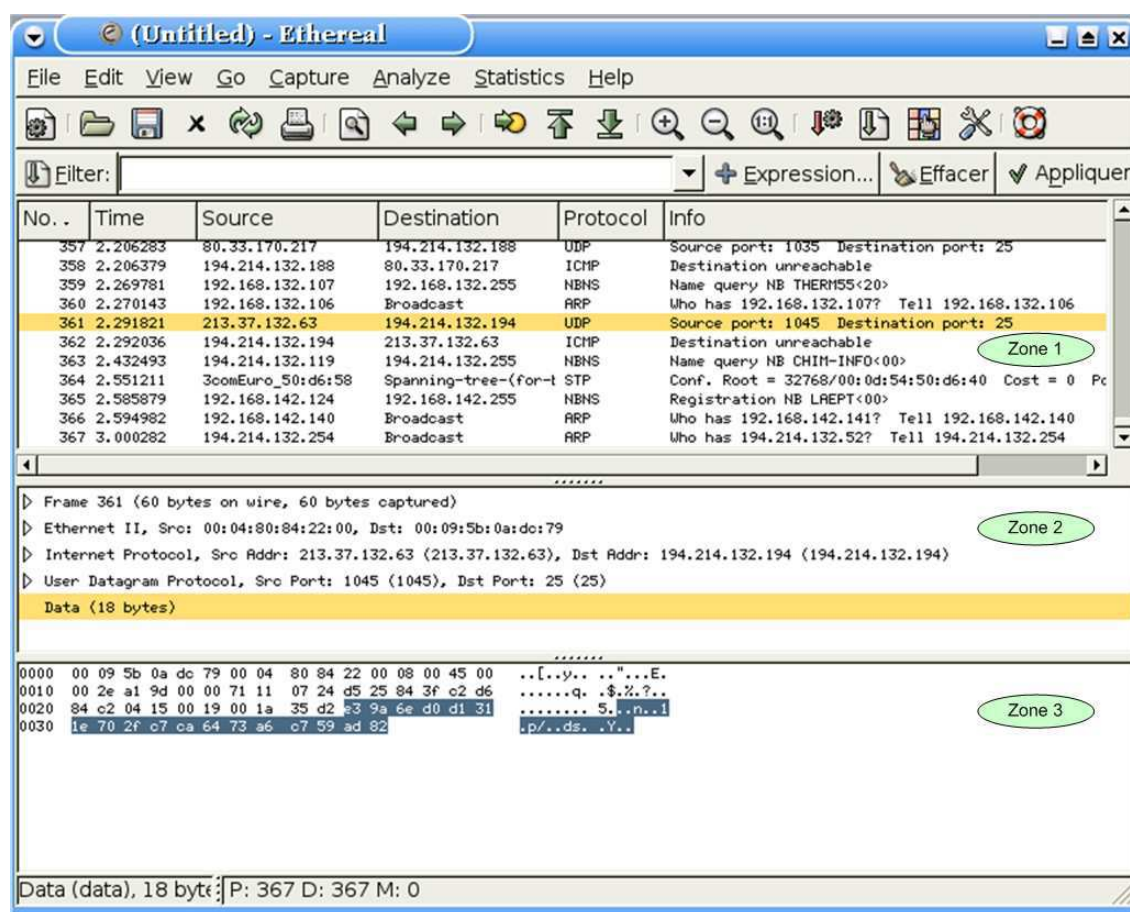 (Untitled) - Ethereal
File Edit View Go Capture Analyze Statistics Help
Filter: Expression... Effacer Appliquer
No. . Time Source Destination Protocol Info
357 2.206283 80.33.170.217 194.214.132.188 UDP Source port: 1035 Destination port: 25
358 2.206379 194.214.132.188 80.33.170.217 ICMP Destination unreachable
359 2.269781 192.168.132.107 192.168.132.255 NBNS Name query NB THERM55<20>
360 2.270143 192.168.132.106 Broadcast ARP Who has 192.168.132.107? Tell 192.168.132.106
361 2.291821 213.37.132.63 194.214.132.194 UDP Source port: 1045 Destination port: 25
362 2.292036 194.214.132.194 213.37.132.63 ICMP Destination unreachable
Zone 1
363 2.432493 194.214.132.119 194.214.132.255 NBNS Name query NB CHIM-INFO<00>
364 2.551211 3comEuro_50:d6:58 Spanning-tree-(for-t STP Conf. Root = 32768/00:0d:54:50:d6:40 Cost = 0 Po
365 2.585879 192.168.142.124 192.168.142.255 NBNS Registration NB LAEPT<00>
366 2.594982 192.168.142.140 Broadcast ARP Who has 192.168.142.141? Tell 192.168.142.140
367 3.000282 194.214.132.254 Broadcast ARP Who has 194.214.132.52? Tell 194.214.132.254
Frame 361 (60 bytes on wire, 60 bytes captured)
Ethernet II, Src: 00:04:80:84:22:00, Dst: 00:09:5b:0a:dc:79
Zone 2
Internet Protocol, Src Addr: 213.37.132.63 (213.37.132.63), Dst Addr: 194.214.132.194 (194.214.132.194)
User Datagram Protocol, Src Port: 1045 (1045), Dst Port: 25 (25)
Data (18 bytes)
0000 00 09 5b 0a dc 79 00 04 80 84 22 00 08 00 45 00 ..[..y.. .."...E.
0010 00 2e a1 9d 00 00 71 11 07 24 d5 25 84 3f c2 d6 ......q. .$.%.?..
0020 84 c2 04 15 00 19 00 1a 35 d2 e3 9a 6e d0 d1 31 ........ 5...n..1
0030 1e 70 2f c7 ca 64 73 a6 c7 59 ad 82 .p/..ds. .Y..
Zone 3
Data (data), 18 byte P: 367 D: 367 M: 0